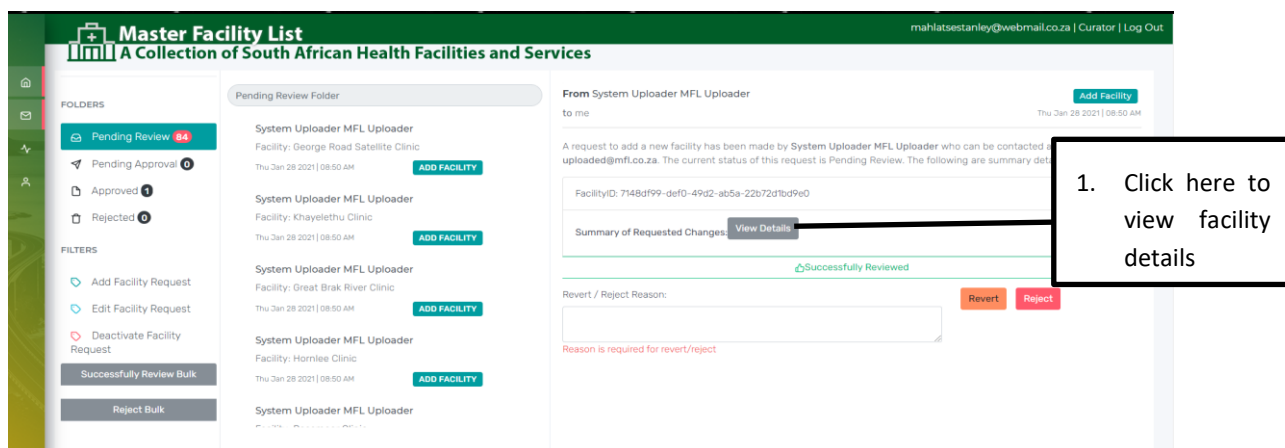 Master Facility List
mahlatsestanley@webmail.co.za | Curator | Log Out
A Collection of South African Health Facilities and Services
FOLDERS
Pending Review 84
Pending Approval 0
Approved 1
Rejected 0
FILTERS
Add Facility Request
Edit Facility Request
Deactivate Facility
Request
Successfully Review Bulk
Reject Bulk
Pending Review Folder
System Uploader MFL Uploader
Facility: George Road Satellite Clinic
Thu Jan 28 2021 | 08:50 AM ADD FACILITY
System Uploader MFL Uploader
Facility: Khayelethu Clinic
Thu Jan 28 2021 | 08:50 AM ADD FACILITY
System Uploader MFL Uploader
Facility: Great Brak River Clinic
Thu Jan 28 2021 | 08:50 AM ADD FACILITY
System Uploader MFL Uploader
Facility: Hornlee Clinic
Thu Jan 28 2021 | 08:50 AM ADD FACILITY
System Uploader MFL Uploader
From System Uploader MFL Uploader Add Facility
to me Thu Jan 28 2021 | 08:50 AM
A request to add a new facility has been made by System Uploader MFL Uploader who can be contacted
uploaded@mfl.co.za. The current status of this request is Pending Review. The following are summary
FacilityID: 7148df99-def0-49d2-ab5a-22b72d1bd9e0
Summary of Requested Changes: View Details
Successfully Reviewed
Revert / Reject Reason: Revert Reject
Reason is required for revert/reject
1. Click here to
view facility
details